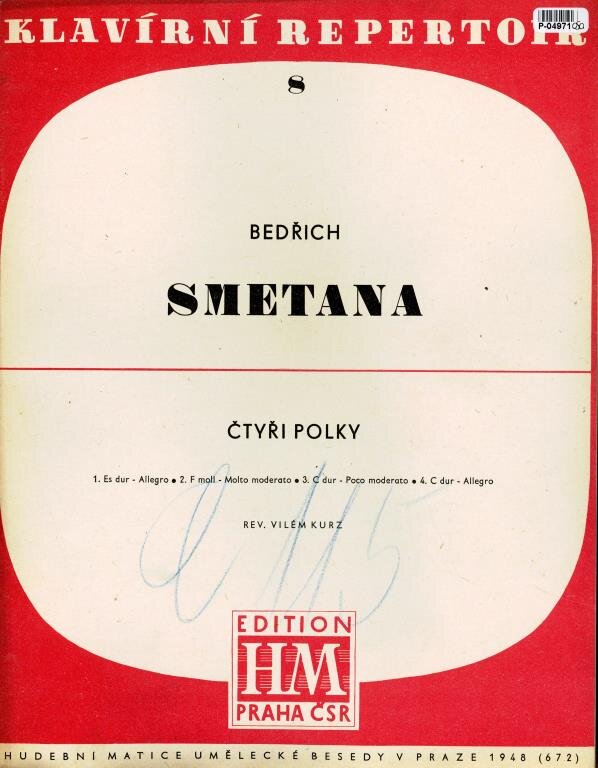 KLAVÍRNÍ REPERTOIR
P-04971
8
BEDŘICH
SMETANA
ČTYŘI POLKY
1. Es dur - Allegro ● 2. F moll - Molto moderato ● 3. C dur - Poco moderato ● 4. C dur - Allegro
REV. VILÉM KURZ
EDITION
HM
PRAHA ČSR
HUDEBNÍ MATICE UMĚLECKÉ BESEDY V PRAZE 1948 (672)